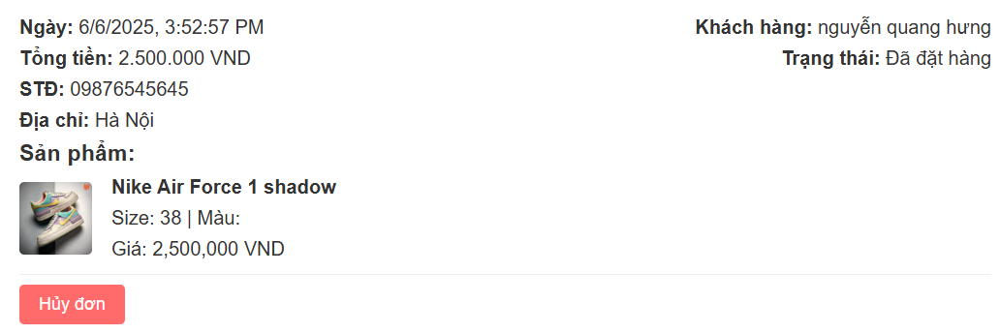 Ngày: 6/6/2025, 3:52:57 PM
Khách hàng: nguyễn quang hưng
Tổng tiền: 2.500.000 VND
Trạng thái: Đã đặt hàng
STĐ: 09876545645
Địa chỉ: Hà Nội
Sản phẩm:
Nike Air Force 1 shadow
Size: 38 | Màu:
Giá: 2,500,000 VND
Hủy đơn